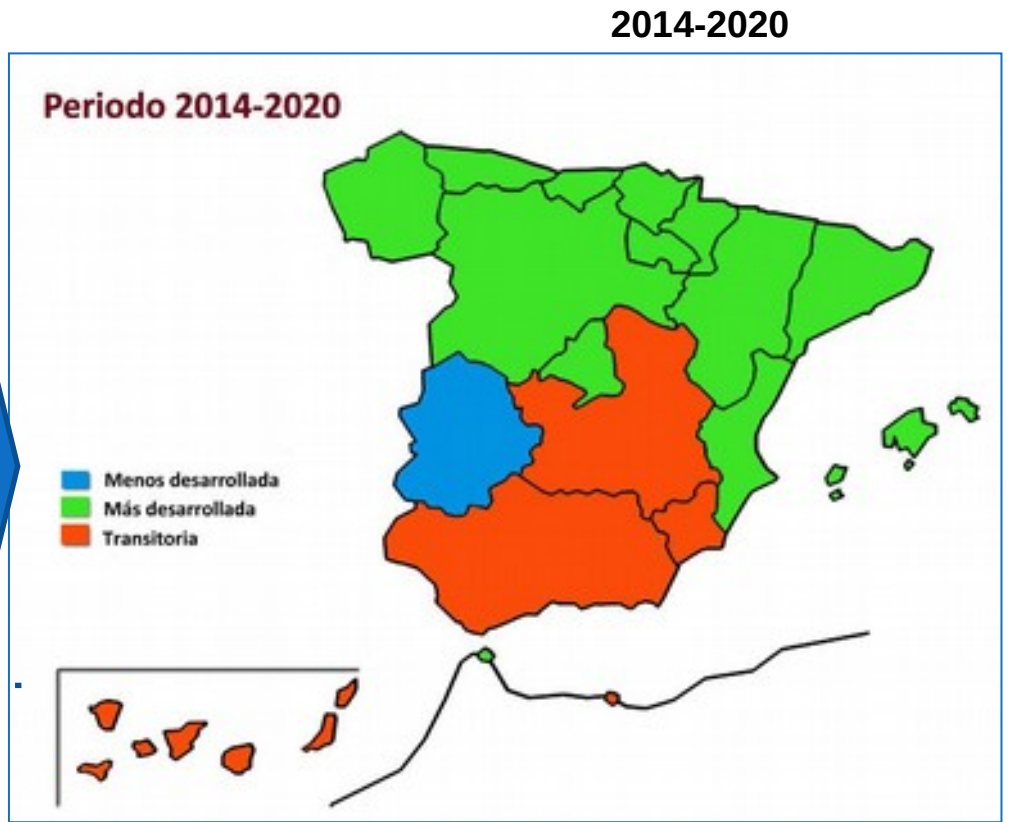 2014-2020
Periodo 2014-2020
Menos desarrollada
Más desarrollada
Transitoria
.